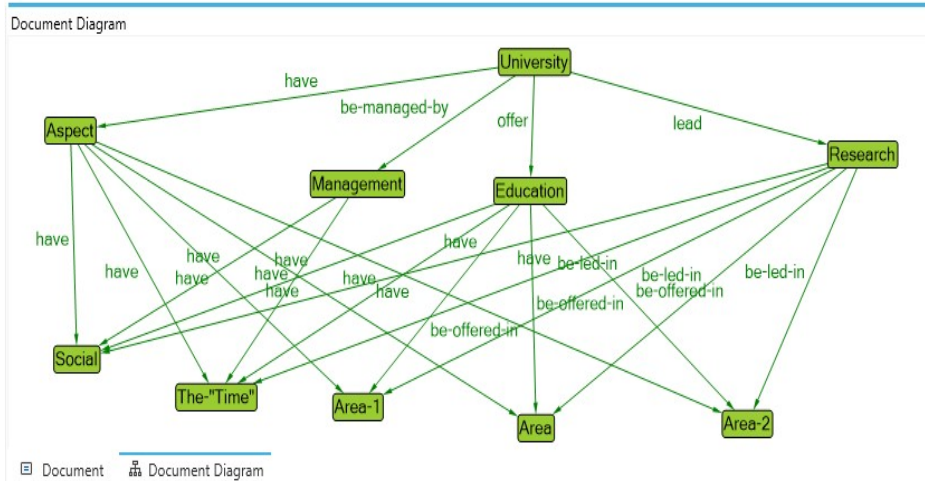 Document Diagram
University
have
be-managed-by
offer
lead
Aspect
Management
Education
Research
have
have
have
have
have
have
have
have
have
have
be-led-in
be-led-in
be-led-in
be-offered-in
be-offered-in
be-offered-in
Social
The-"Time"
Area-1
Area
Area-2
Document
Document Diagram